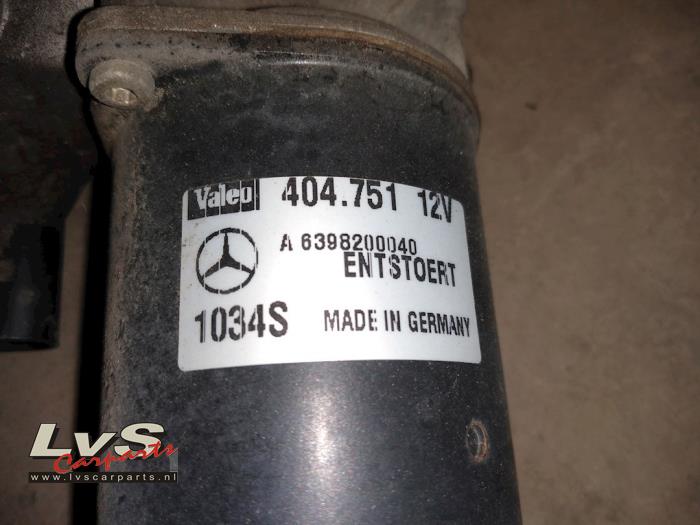 Valeo 404.751 12V
A 6398200040
ENTSTOERT
1034S MADE IN GERMANY
LvS
Carparts
www.lvscarparts.nl